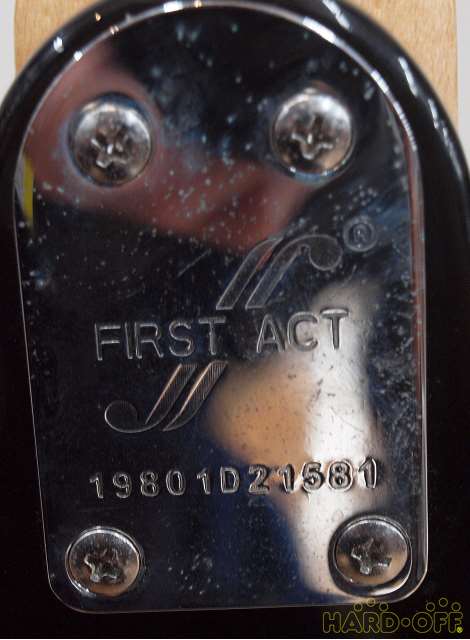 ®
FIRST ACT
19801D21581
HARD-OFF